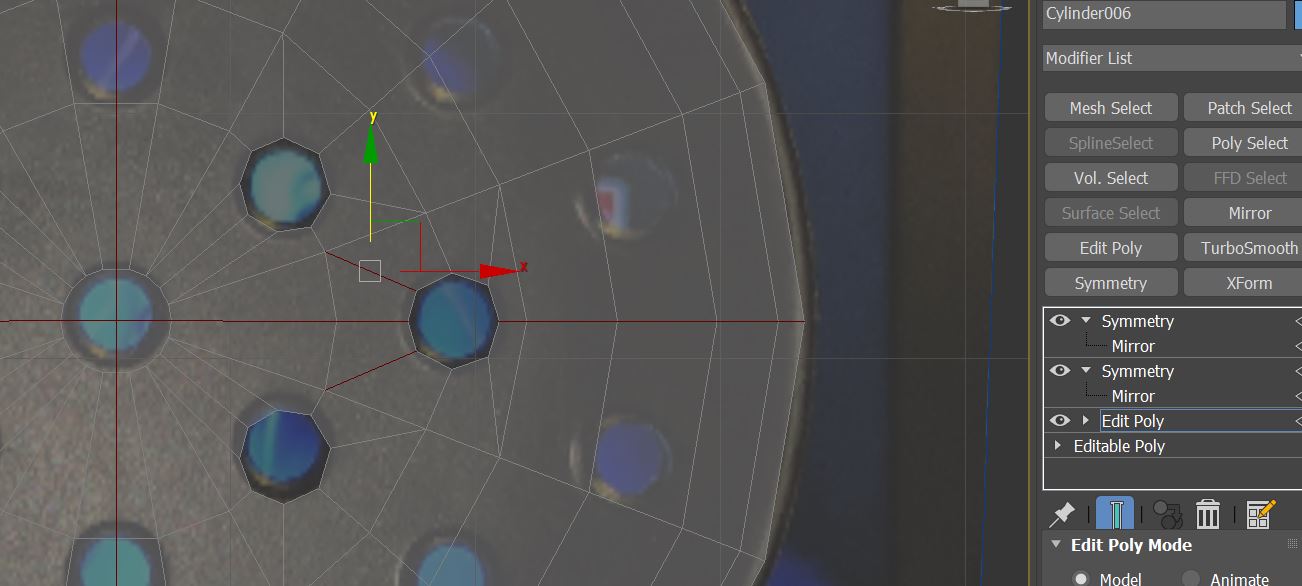 Cylinder006
Modifier List
Mesh Select Patch Select
SplineSelect Poly Select
Vol. Select FFD Select
Surface Select Mirror
Edit Poly TurboSmooth
Symmetry XForm
Symmetry
Mirror
Symmetry
Mirror
Edit Poly
Editable Poly
Edit Poly Mode
Model Animate
y
x